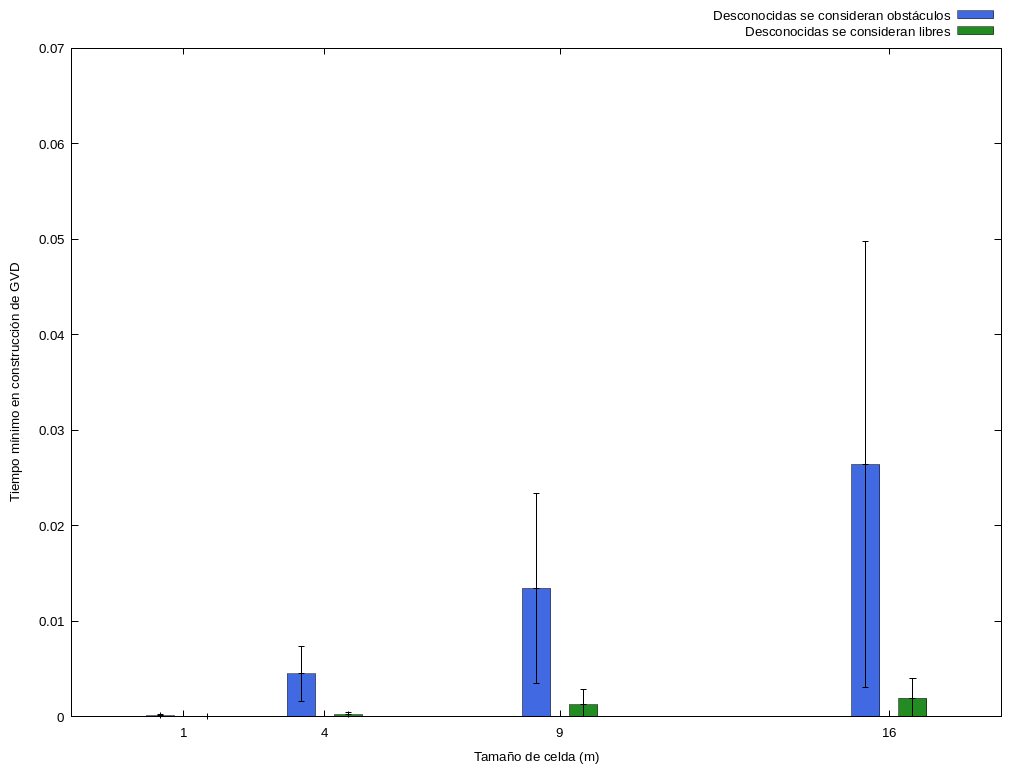 Desconocidas se consideran obstáculos
Desconocidas se consideran libres
0.07
0.06
0.05
0.04
0.03
0.02
0.01
0
Tiempo mínimo en construcción de GVD
1 4 9 16
Tamaño de celda (m)